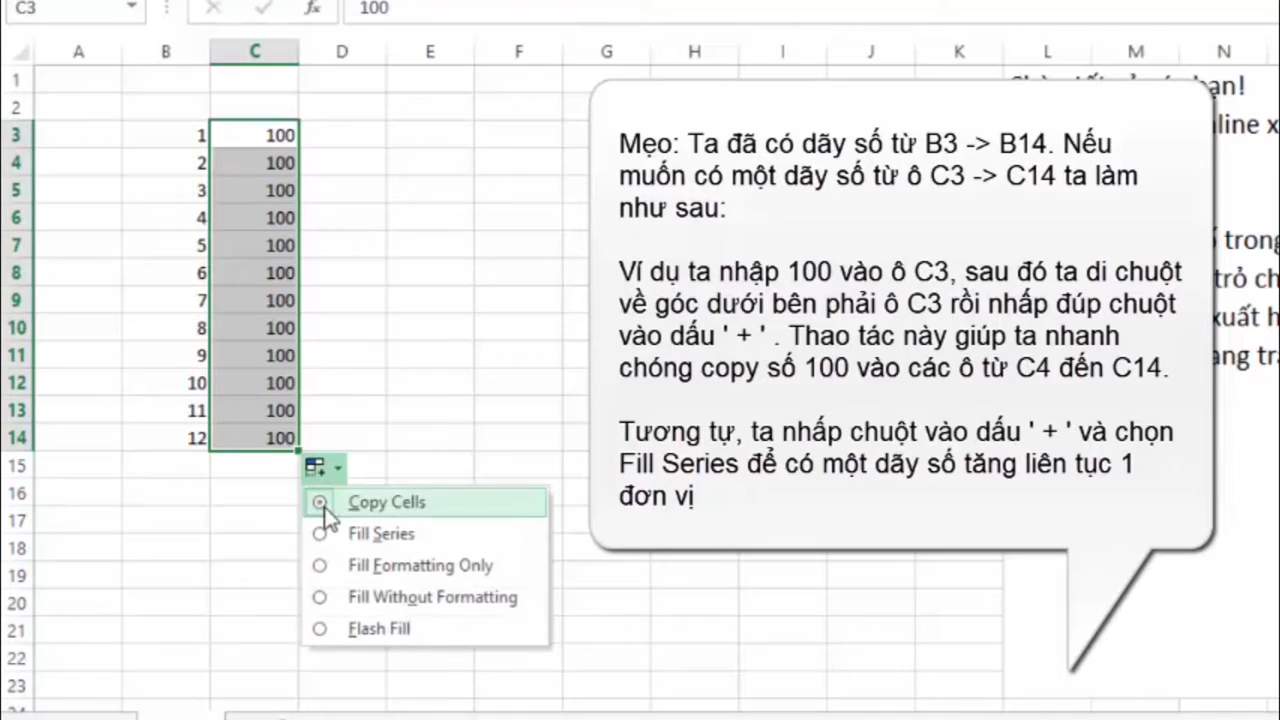 C3 100
A B C D E F G H I J K L M N
1
2
3 1 100
4 2 100
5 3 100
6 4 100
7 5 100
8 6 100
9 7 100
10 8 100
11 9 100
12 10 100
13 11 100
14 12 100
15
16
17
18
19
20
21
22
23
Copy Cells
Fill Series
Fill Formatting Only
Fill Without Formatting
Flash Fill
Mẹo: Ta đã có dãy số từ B3 -> B14. Nếu
muốn có một dãy số từ ô C3 -> C14 ta làm
như sau:
Ví dụ ta nhập 100 vào ô C3, sau đó ta di chuột
về góc dưới bên phải ô C3 rồi nhấp đúp chuột
vào dấu ' + ' . Thao tác này giúp ta nhanh
chóng copy số 100 vào các ô từ C4 đến C14.
Tương tự, ta nhấp chuột vào dấu ' + ' và chọn
Fill Series để có một dãy số tăng liên tục 1
đơn vị